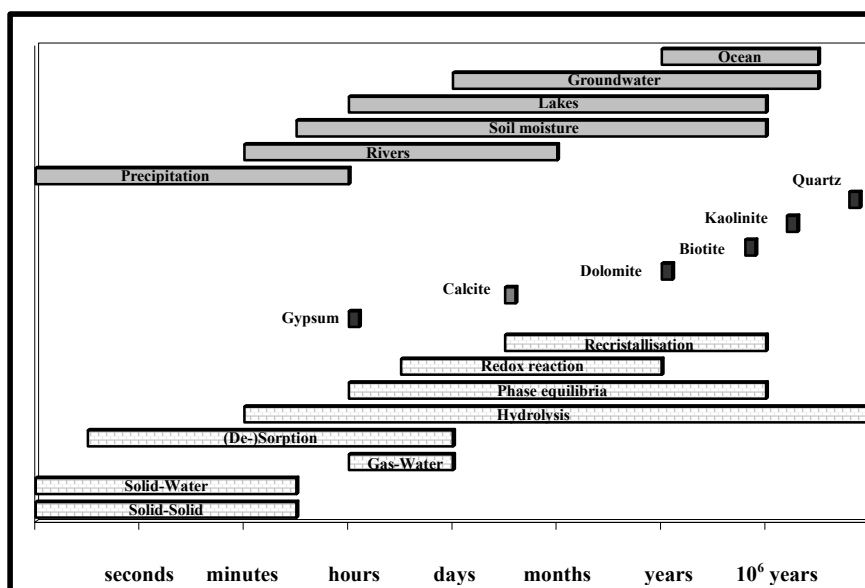 Ocean
Groundwater
Lakes
Soil moisture
Rivers
Precipitation
Quartz
Kaolinite
Biotite
Dolomite
Calcite
Gypsum
Recristallisation
Redox reaction
Phase equilibria
Hydrolysis
(De-)Sorption
Gas-Water
Solid-Water
Solid-Solid
seconds minutes hours days months years 10⁶ years